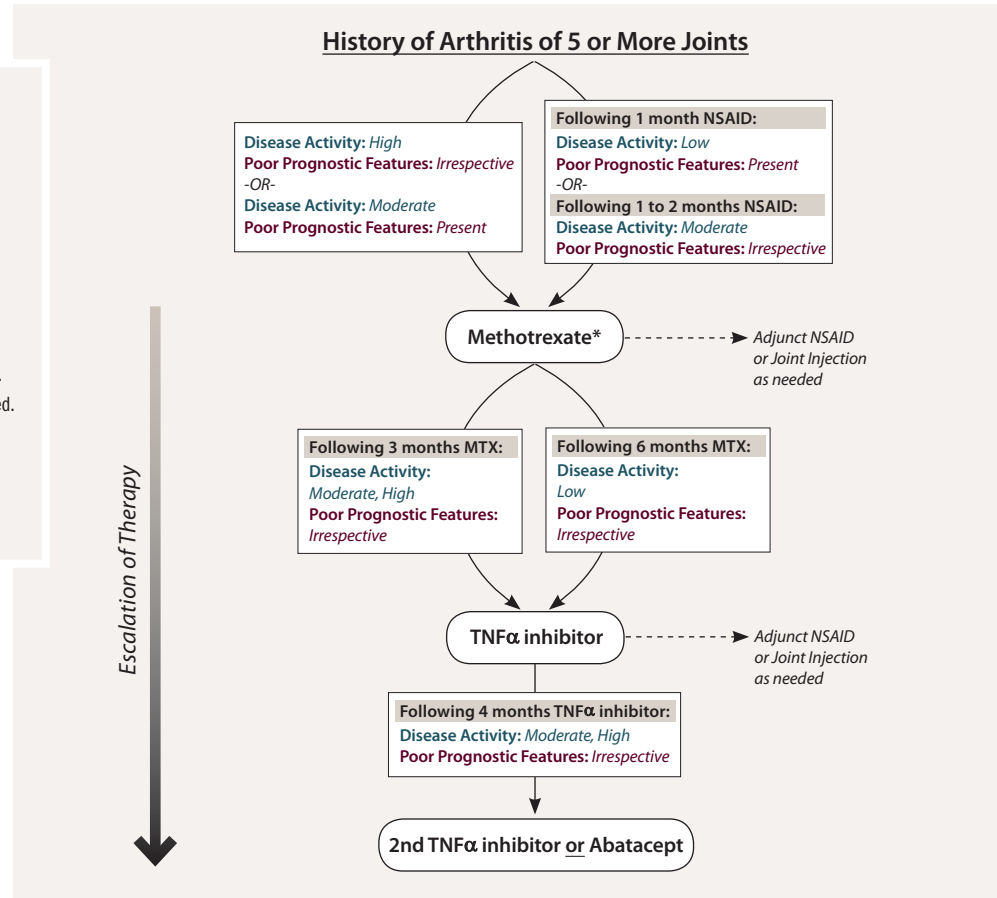 History of Arthritis of 5 or More Joints
Disease Activity: High
Poor Prognostic Features: Irrespective
-OR-
Disease Activity: Moderate
Poor Prognostic Features: Present
Following 1 month NSAID:
Disease Activity: Low
Poor Prognostic Features: Present
-OR-
Following 1 to 2 months NSAID:
Disease Activity: Moderate
Poor Prognostic Features: Irrespective
Methotrexate*
Adjunct NSAID
or Joint Injection
as needed
Following 3 months MTX:
Disease Activity:
Moderate, High
Poor Prognostic Features:
Irrespective
Following 6 months MTX:
Disease Activity:
Low
Poor Prognostic Features:
Irrespective
Escalation of Therapy
TNFα inhibitor
Adjunct NSAID
or Joint Injection
as needed
Following 4 months TNFα inhibitor:
Disease Activity: Moderate, High
Poor Prognostic Features: Irrespective
2nd TNFα inhibitor or Abatacept